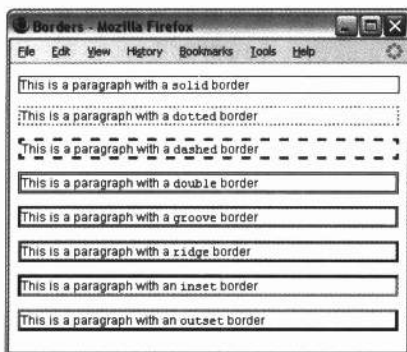 Borders - Mozilla Firefox
File Edit View History Bookmarks Tools Help
This is a paragraph with a solid border
This is a paragraph with a dotted border
This is a paragraph with a dashed border
This is a paragraph with a double border
This is a paragraph with a groove border
This is a paragraph with a ridge border
This is a paragraph with an inset border
This is a paragraph with an outset border